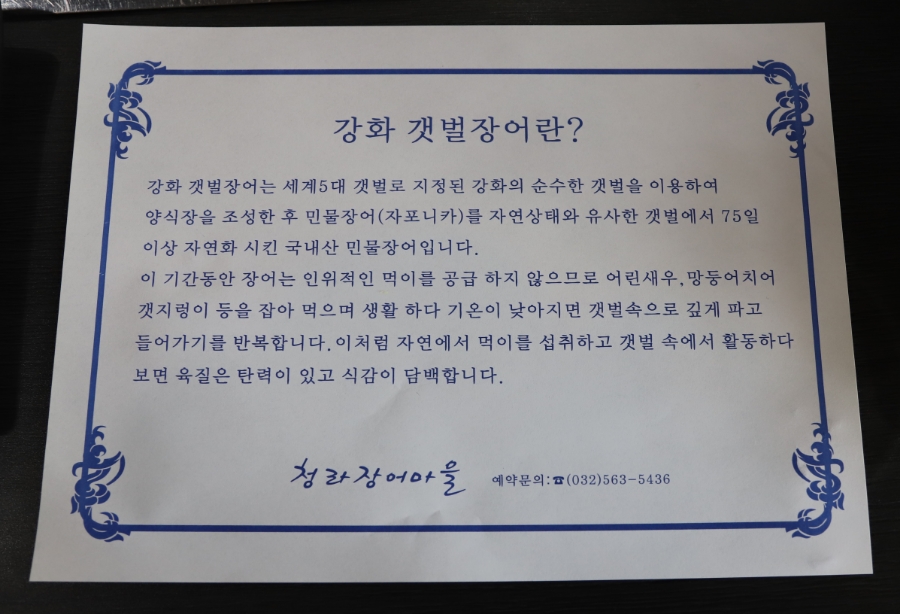 강화 갯벌장어란?
강화 갯벌장어는 세계5대 갯벌로 지정된 강화의 순수한 갯벌을 이용하여
양식장을 조성한 후 민물장어(자포니카)를 자연상태와 유사한 갯벌에서 75일
이상 자연화 시킨 국내산 민물장어입니다.
이 기간동안 장어는 인위적인 먹이를 공급 하지 않으므로 어린새우,망둥어치어
갯지렁이 등을 잡아 먹으며 생활 하다 기온이 낮아지면 갯벌속으로 깊게 파고
들어가기를 반복합니다.이처럼 자연에서 먹이를 섭취하고 갯벌 속에서 활동하다
보면 육질은 탄력이 있고 식감이 담백합니다.
청라장어마을 예약문의:☎(032)563-5436